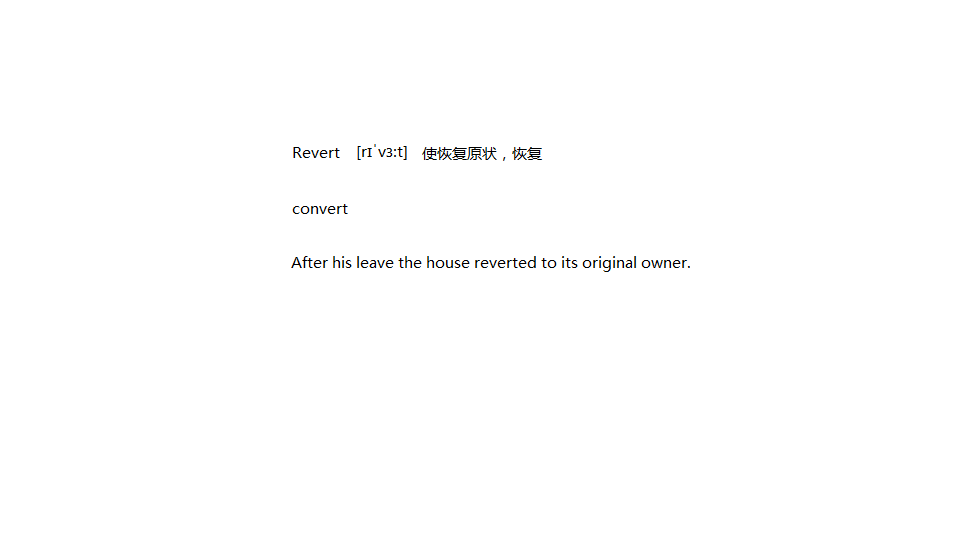 Revert [rɪˈvɜ:t] 使恢复原状，恢复
convert
After his leave the house reverted to its original owner.